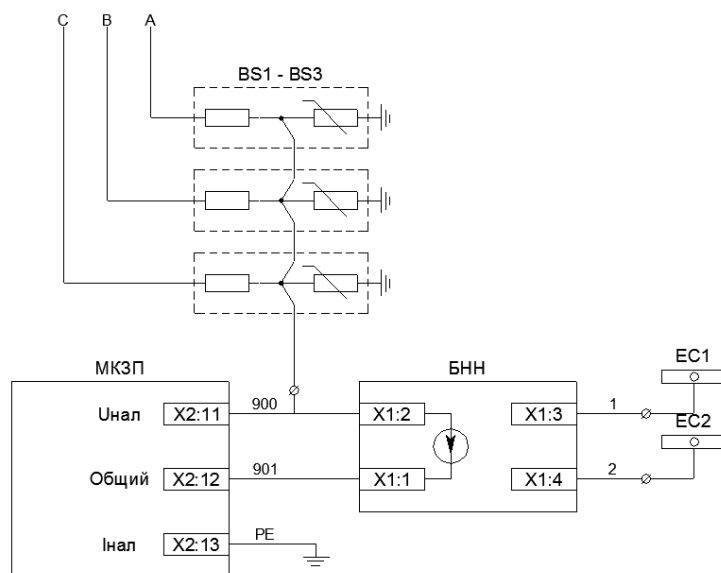 C B A
BS1 - BS3
МКЗП БНН EC1
Uнал X2:11 900 X1:2 X1:3 1
EC2
Общий X2:12 901 X1:1 X1:4 2
Iнал X2:13 PE